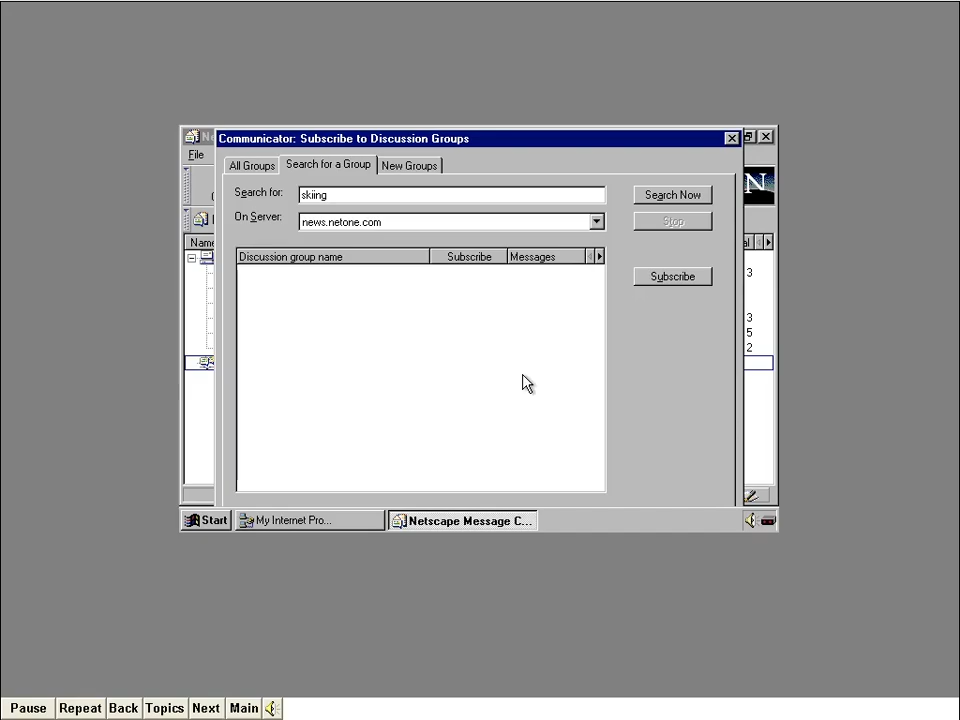 N
Communicator: Subscribe to Discussion Groups
File
All Groups
Search for a Group
New Groups
N
Search for:
skiing
Search Now
On Server:
news.netone.com
Stop
Name
Discussion group name
Subscribe
Messages
al
3
Subscribe
3
5
2
Start
My Internet Pro...
Netscape Message C...
Pause
Repeat
Back
Topics
Next
Main